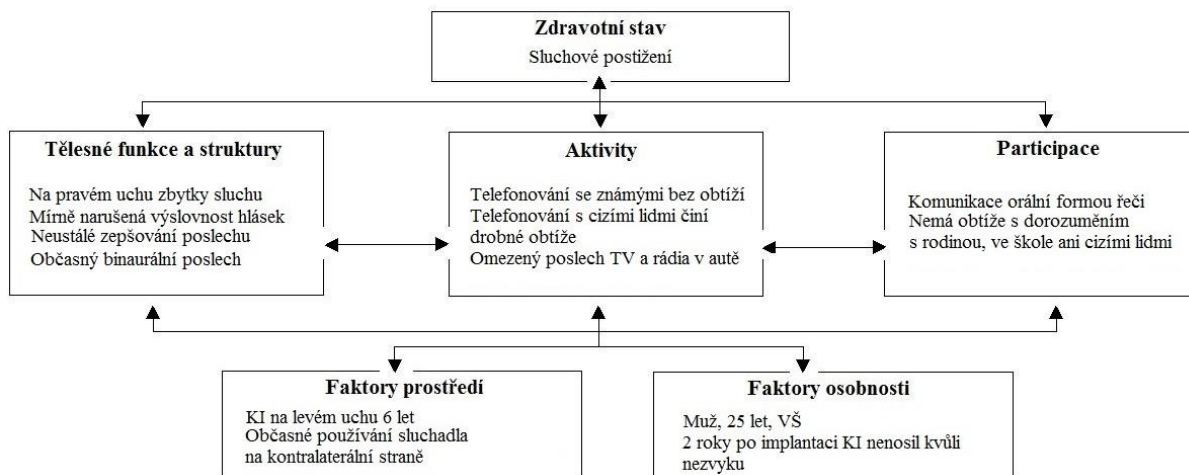 Zdravotní stav
Sluchové postižení
Tělesné funkce a struktury
Na pravém uchu zbytky sluchu
Mírně narušená výslovnost hlásek
Neustálé zepšování poslechu
Občasný binaurální poslech
Aktivity
Telefonování se známými bez obtíží
Telefonování s cizími lidmi činí
drobné obtíže
Omezený poslech TV a rádia v autě
Participace
Komunikace orální formou řeči
Nemá obtíže s dorozuměním
s rodinou, ve škole ani cizími lidmi
Faktory prostředí
KI na levém uchu 6 let
Občasné používání sluchadla
na kontralaterální straně
Faktory osobnosti
Muž, 25 let, VŠ
2 roky po implantaci KI nenosil kvůli
nezvyku